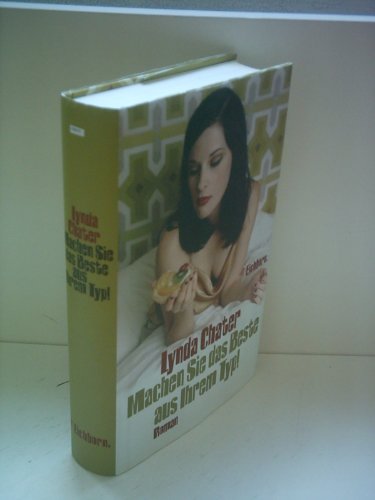 Lynda
Chater
Machen Sie
das Beste
aus
Ihrem Typ!
Eichborn.
Eichborn.
Lynda Chater
Machen Sie das Beste
aus Ihrem Typ!
Roman